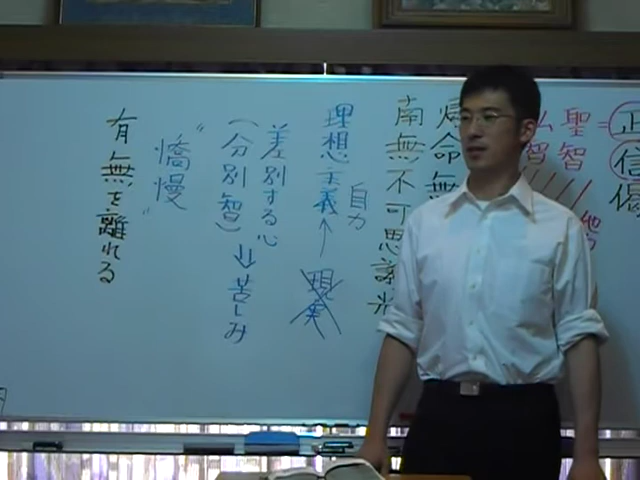 正信偈
聖智=
仏智
帰命無
南無不可思議光
自力
理想主義↑現実
差別する心
(分別智)⇒苦しみ
"憍慢"
有無を離れる